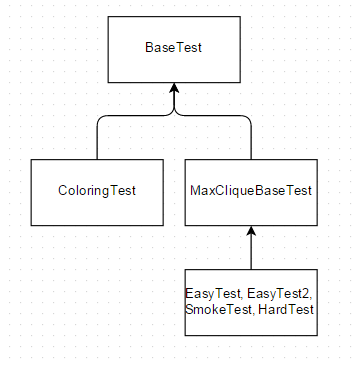 BaseTest
ColoringTest
MaxCliqueBaseTest
EasyTest, EasyTest2,
SmokeTest, HardTest